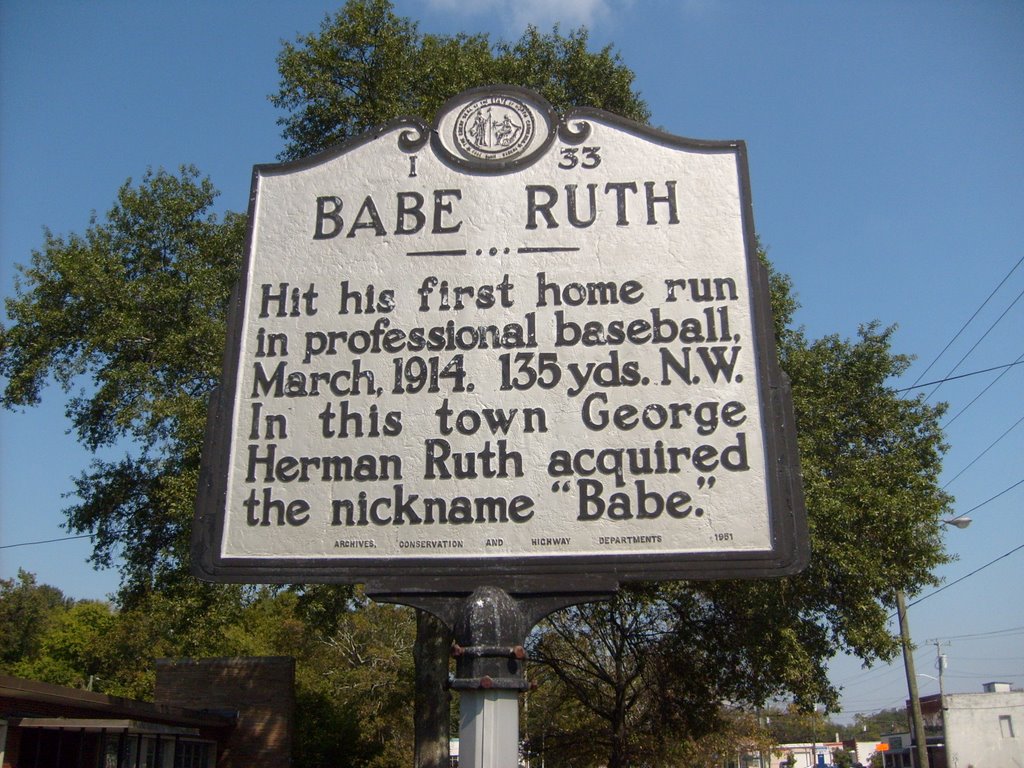 I 33
BABE RUTH
Hit his first home run
in professional baseball,
March, 1914. 135 yds. N.W.
In this town George
Herman Ruth acquired
the nickname "Babe."
ARCHIVES, CONSERVATION AND HIGHWAY DEPARTMENTS 1951